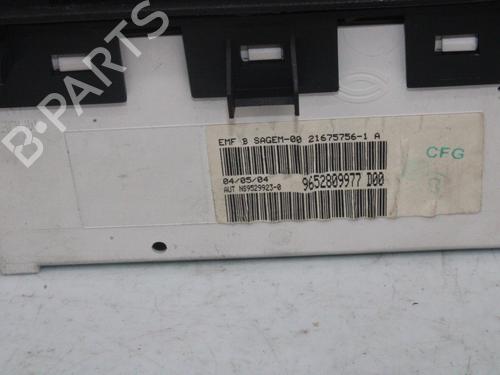 B-PARTS
EMF B SAGEM-00 21675756-1 A
CFG
04/05/04
9652809977 D00
AUT N89529923-0